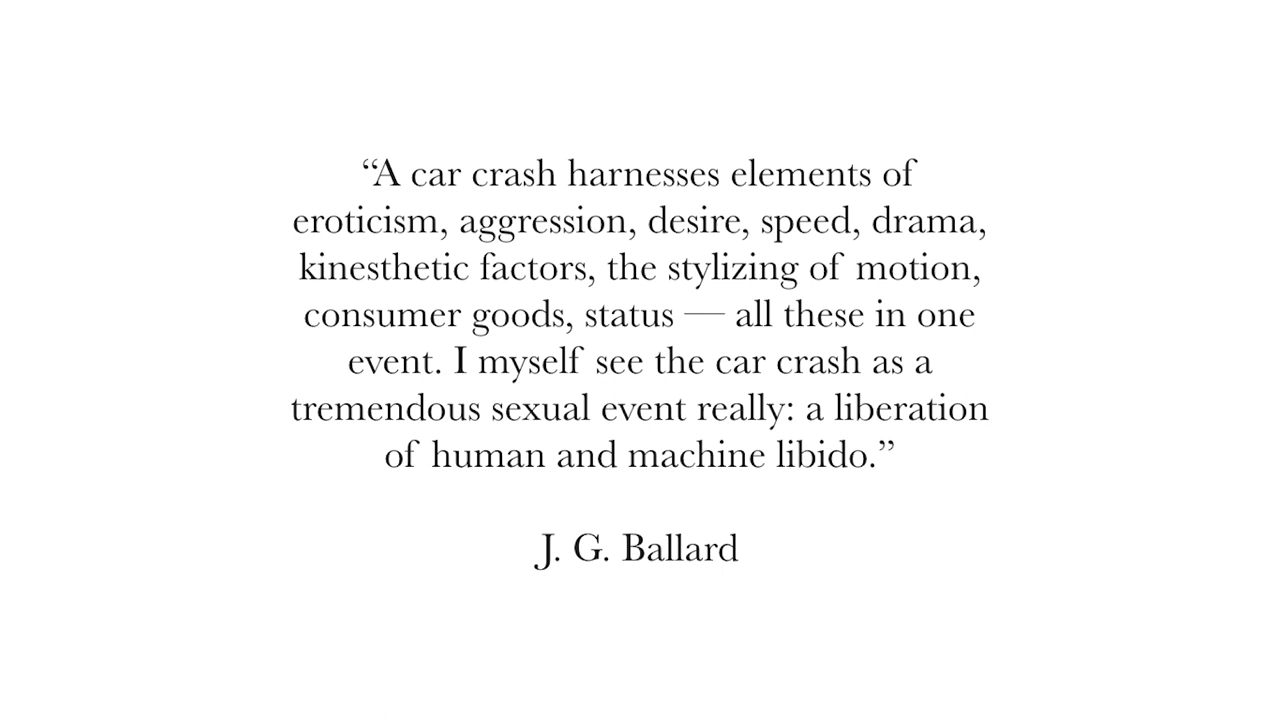 “A car crash harnesses elements of
eroticism, aggression, desire, speed, drama,
kinesthetic factors, the stylizing of motion,
consumer goods, status — all these in one
event. I myself see the car crash as a
tremendous sexual event really: a liberation
of human and machine libido.”
J. G. Ballard